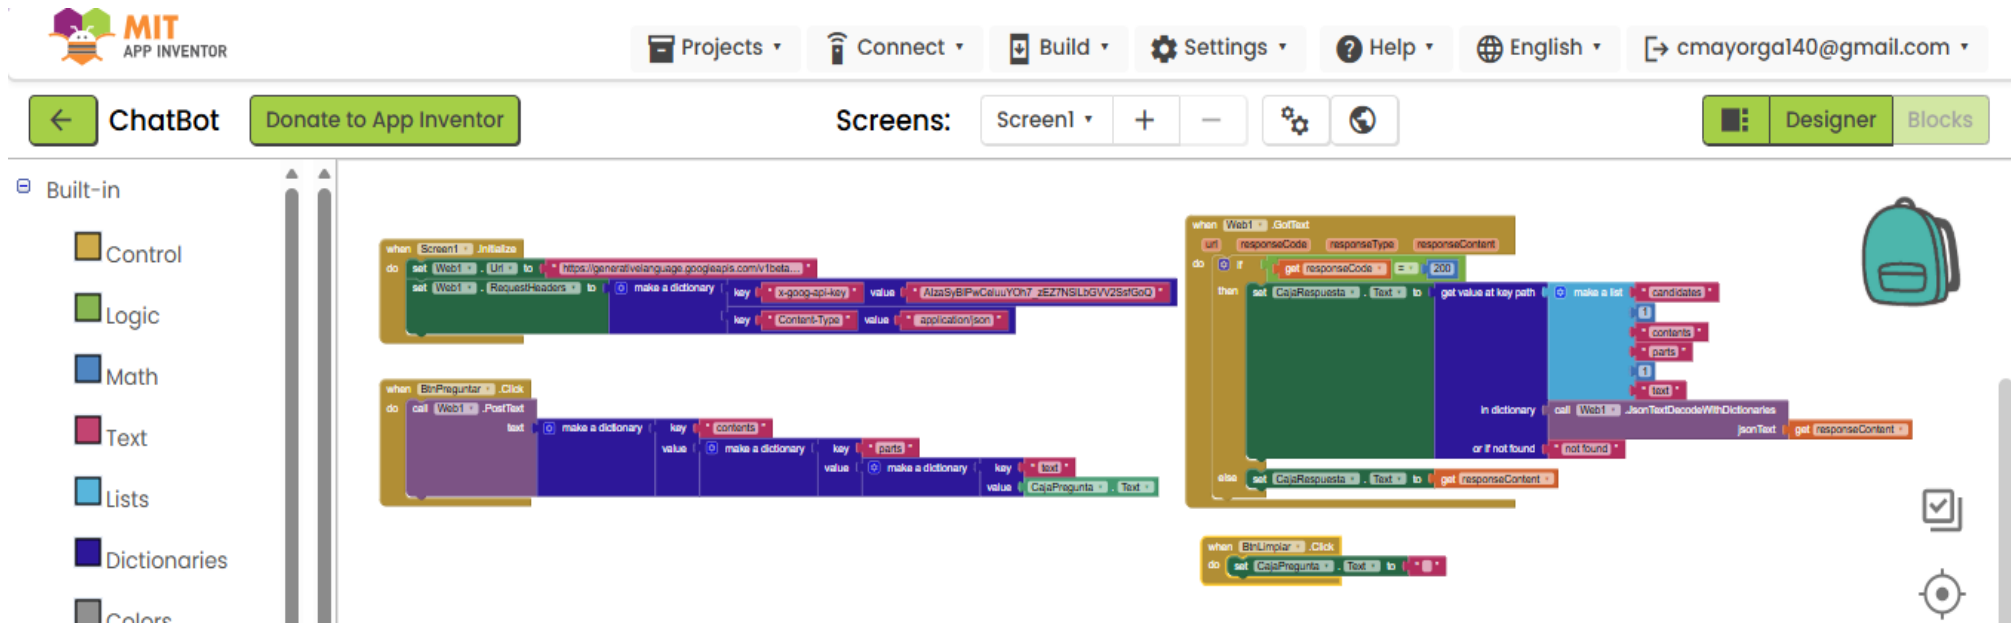 MIT
APP INVENTOR
Projects
Connect
Build
Settings
Help
English
cmayorga140@gmail.com
ChatBot
Donate to App Inventor
Screens:
Screen1
Designer
Blocks
Built-in
Control
Logic
Math
Text
Lists
Dictionaries
Colors
when Screen1 .Initialize
do set Web1 . Url to " https://generativelanguage.googleapis.com/v1beta... "
set Web1 . RequestHeaders to make a dictionary key " x-goog-api-key " value
key " Content-Type " value " application/json "
when BtnPreguntar .Click
do call Web1 .PostText
text make a dictionary key " contents "
value make a dictionary key " parts "
value make a dictionary key " text "
value CajaPregunta . Text
when Web1 .GotText
url responseCode responseType responseContent
do if get responseCode = 200
then set CajaRespuesta . Text to get value at key path make a list " candidates "
1
" contents "
" parts "
1
" text "
in dictionary call Web1 .JsonTextDecodeWithDictionaries
jsonText get responseContent
or if not found " not found "
else set CajaRespuesta . Text to get responseContent
when BtnLimpiar .Click
do set CajaPregunta . Text to " "